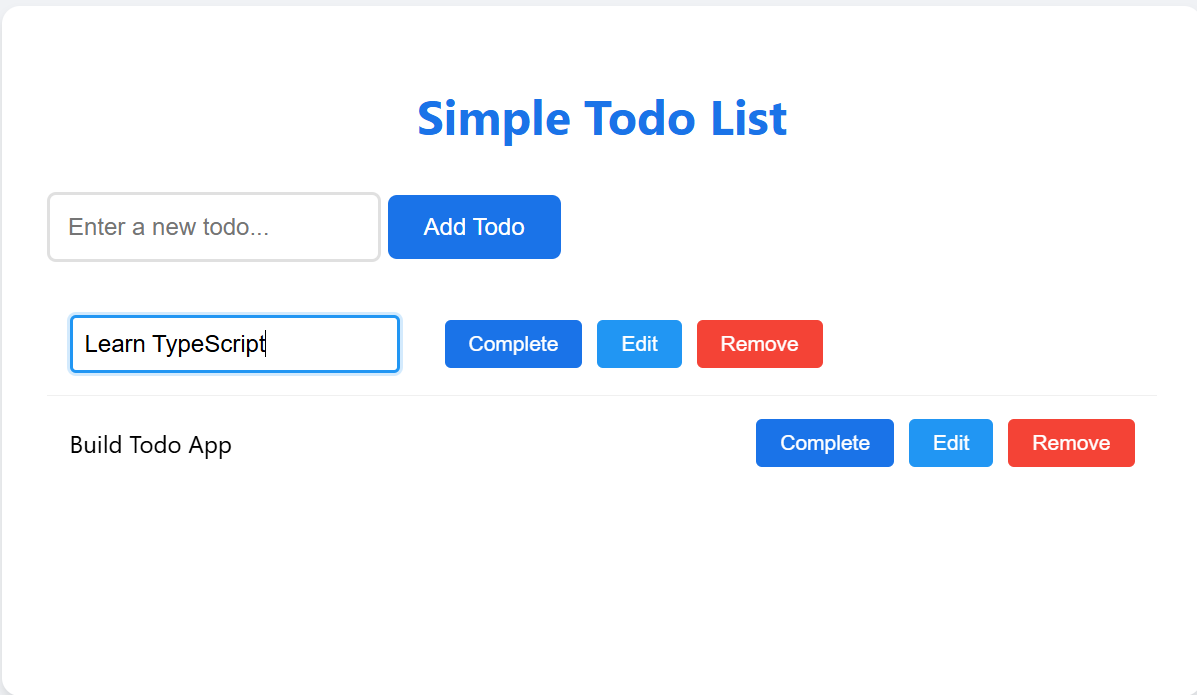 Simple Todo List
Enter a new todo... Add Todo
Learn TypeScript Complete Edit Remove
Build Todo App Complete Edit Remove